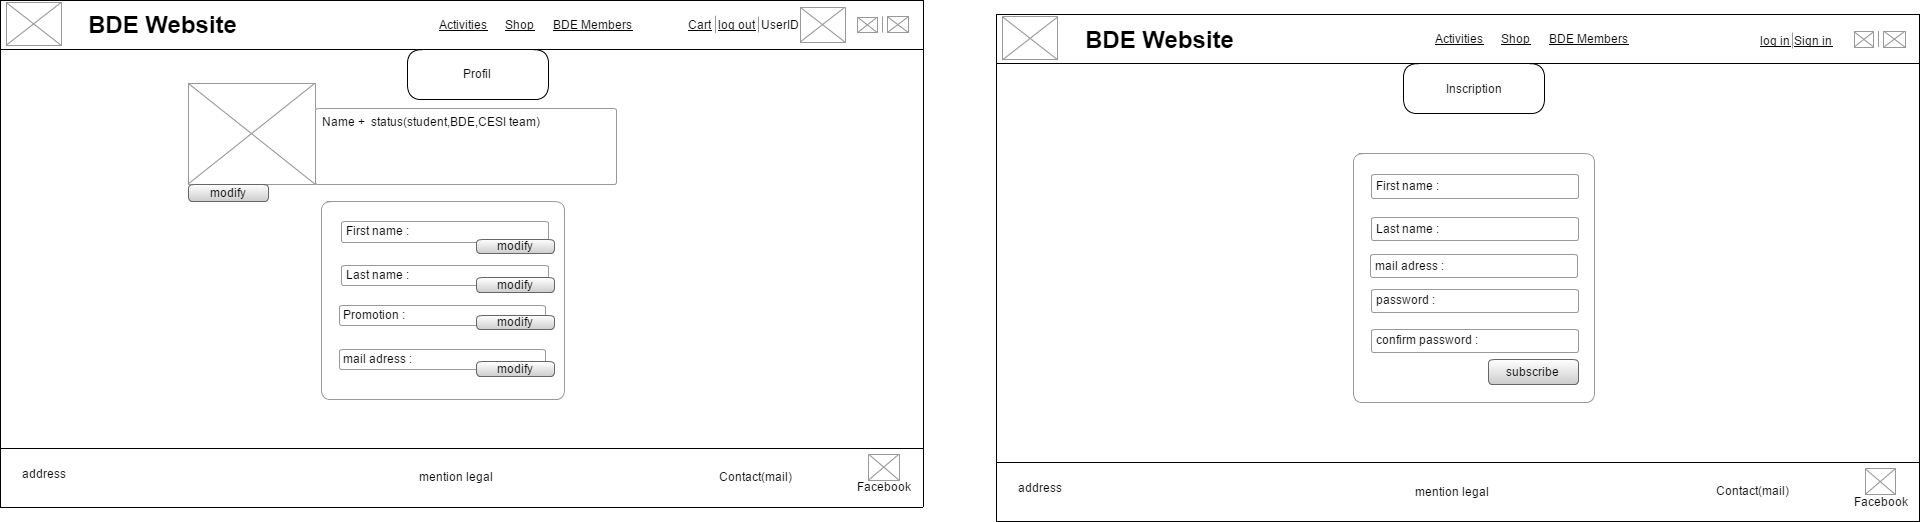 BDE Website
Activities Shop BDE Members
Cart log out UserID
Profil
Name + status(student,BDE,CESI team)
modify
First name :
modify
Last name :
modify
Promotion :
modify
mail adress :
modify
address
mention legal
Contact(mail)
Facebook
BDE Website
Activities Shop BDE Members
log in Sign in
Inscription
First name :
Last name :
mail adress :
password :
confirm password :
subscribe
address
mention legal
Contact(mail)
Facebook